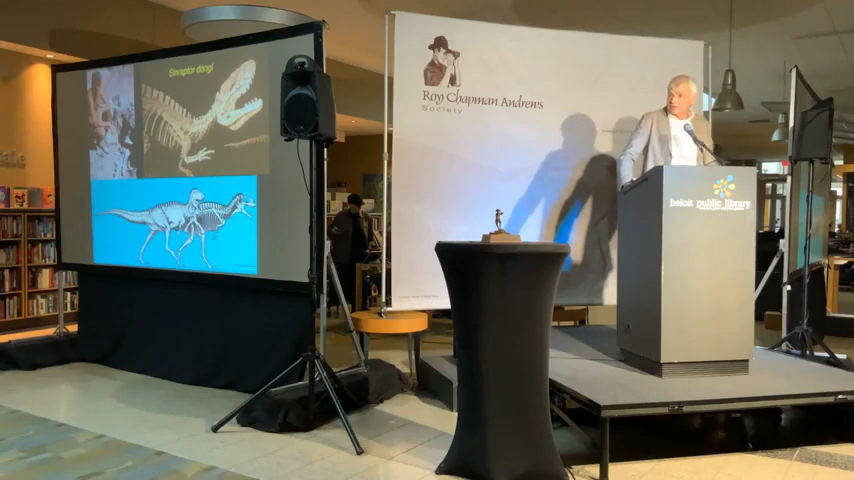 Sinraptor dongi
Roy Chapman Andrews
Society
beloit public library